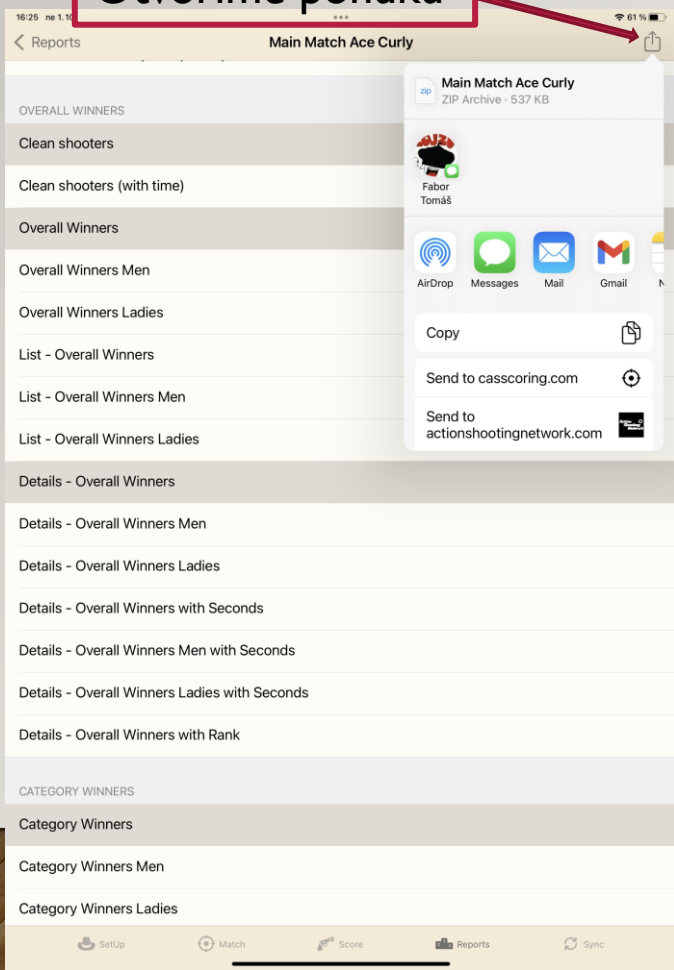 Otvoríme ponuku
16:25 ne 1.10
61 %
Reports
Main Match Ace Curly
OVERALL WINNERS
Clean shooters
Clean shooters (with time)
Overall Winners
Overall Winners Men
Overall Winners Ladies
List - Overall Winners
List - Overall Winners Men
List - Overall Winners Ladies
Details - Overall Winners
Details - Overall Winners Men
Details - Overall Winners Ladies
Details - Overall Winners with Seconds
Details - Overall Winners Men with Seconds
Details - Overall Winners Ladies with Seconds
Details - Overall Winners with Rank
CATEGORY WINNERS
Category Winners
Category Winners Men
Category Winners Ladies
zip
Main Match Ace Curly
ZIP Archive · 537 KB
Fabor
Tomáš
AirDrop
Messages
Mail
Gmail
N
Copy
Send to casscoring.com
Send to
actionshootingnetwork.com
SetUp
Match
Score
Reports
Sync